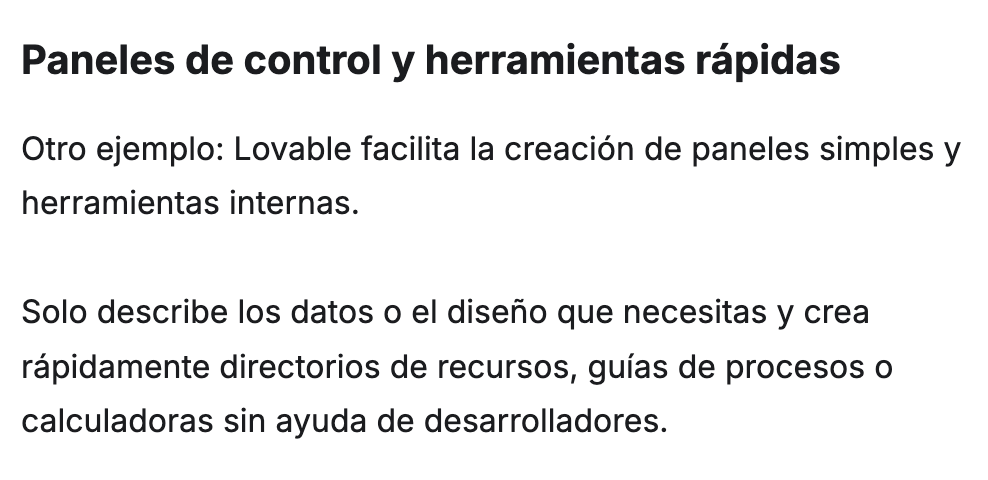 Paneles de control y herramientas rápidas
Otro ejemplo: Lovable facilita la creación de paneles simples y
herramientas internas.
Solo describe los datos o el diseño que necesitas y crea
rápidamente directorios de recursos, guías de procesos o
calculadoras sin ayuda de desarrolladores.